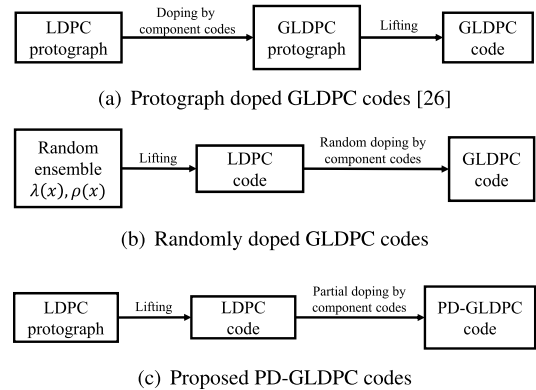 LDPC
protograph
Doping by
component codes
GLDPC
protograph
Lifting
GLDPC
code
(a) Protograph doped GLDPC codes [26]
Random
ensemble
λ(x), ρ(x)
Lifting
LDPC
code
Random doping by
component codes
GLDPC
code
(b) Randomly doped GLDPC codes
LDPC
protograph
Lifting
LDPC
code
Partial doping by
component codes
PD-GLDPC
code
(c) Proposed PD-GLDPC codes